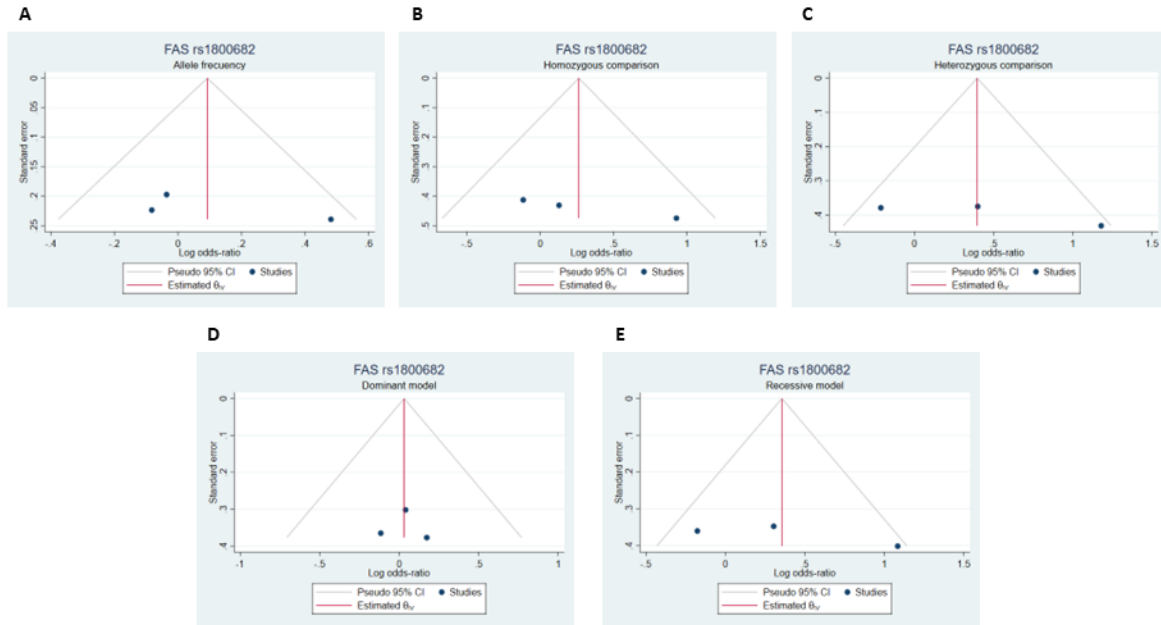 A
FAS rs1800682
Allele frecuency
Standard error
0
.05
.1
.15
.2
.25
-.4
-.2
0
.2
.4
.6
Log odds-ratio
Pseudo 95% CI
Studies
Estimated θIV
B
FAS rs1800682
Homozygous comparison
Standard error
0
.1
.2
.3
.4
.5
-.5
0
.5
1
1.5
Log odds-ratio
Pseudo 95% CI
Studies
Estimated θIV
C
FAS rs1800682
Heterozygous comparison
Standard error
0
.1
.2
.3
.4
-.5
0
.5
1
1.5
Log odds-ratio
Pseudo 95% CI
Studies
Estimated θIV
D
FAS rs1800682
Dominant model
Standard error
0
.1
.2
.3
.4
-1
-.5
0
.5
1
Log odds-ratio
Pseudo 95% CI
Studies
Estimated θIV
E
FAS rs1800682
Recessive model
Standard error
0
.1
.2
.3
.4
-.5
0
.5
1
1.5
Log odds-ratio
Pseudo 95% CI
Studies
Estimated θIV